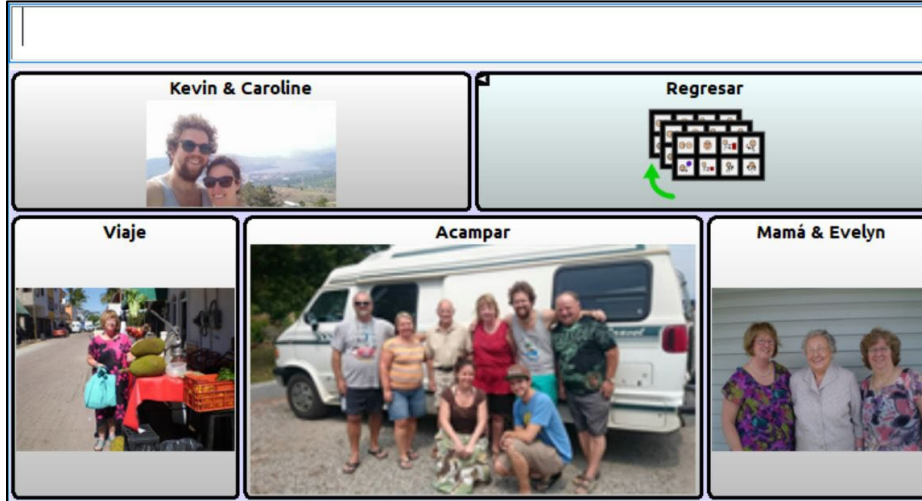 Kevin & Caroline
Regresar
Viaje
Acampar
Mamá & Evelyn